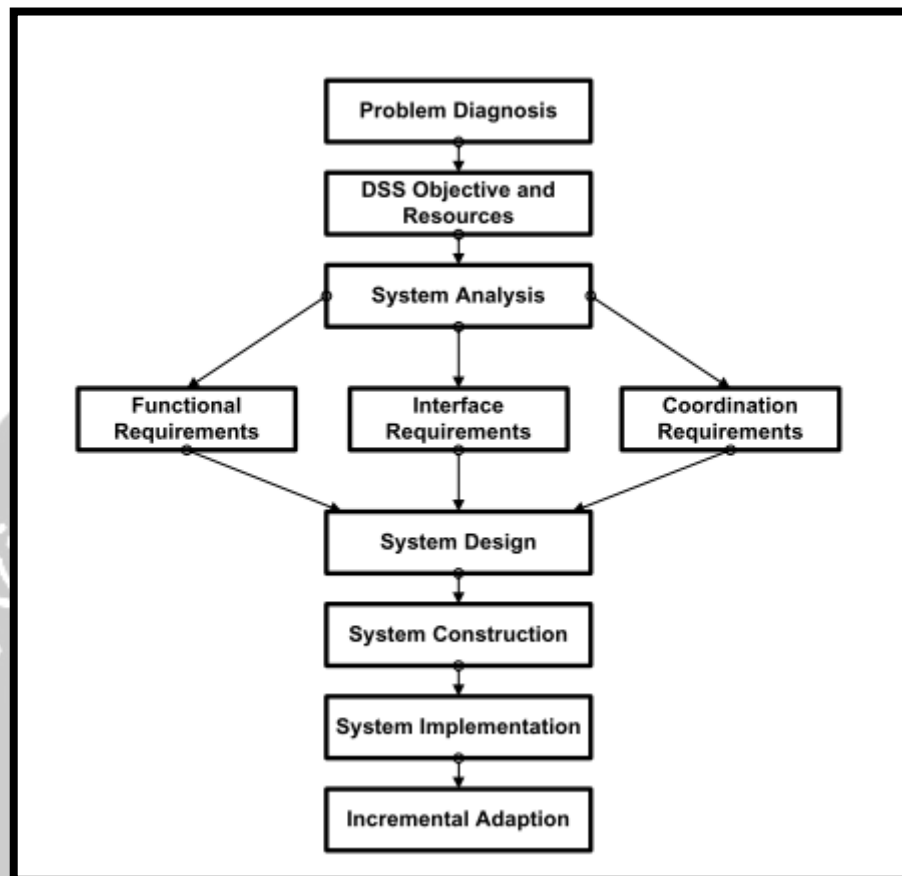 Problem Diagnosis
DSS Objective and
Resources
System Analysis
Functional
Requirements
Interface
Requirements
Coordination
Requirements
System Design
System Construction
System Implementation
Incremental Adaption